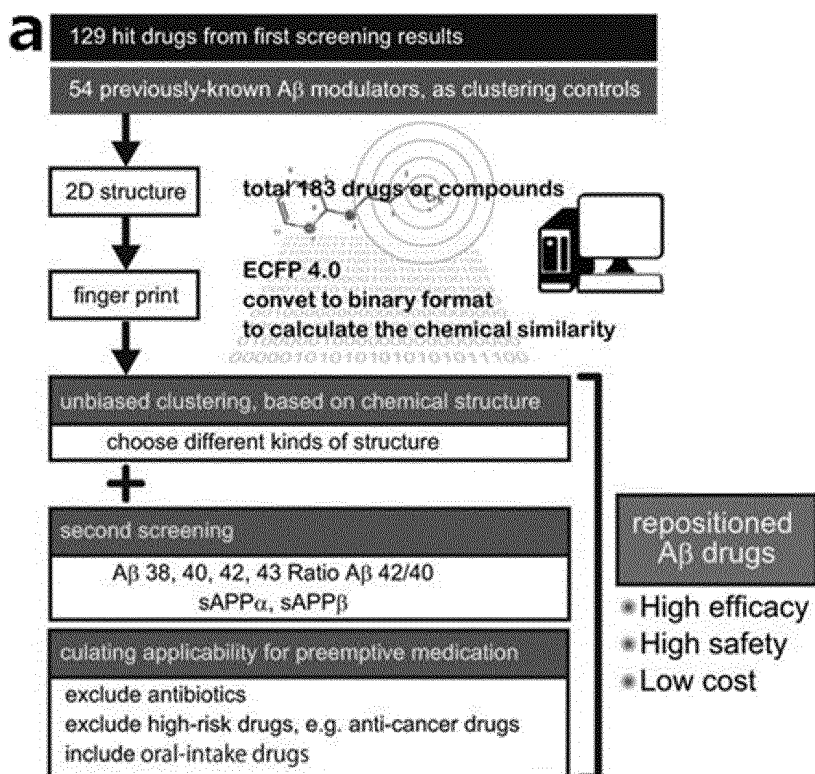 a
129 hit drugs from first screening results
54 previously-known Aβ modulators, as clustering controls
2D structure
total 183 drugs or compounds
finger print
ECFP 4.0
convet to binary format
to calculate the chemical similarity
00000101010101010101011100
unbiased clustering, based on chemical structure
choose different kinds of structure
+
second screening
Aβ 38, 40, 42, 43 Ratio Aβ 42/40
sAPPα, sAPPβ
culating applicability for preemptive medication
exclude antibiotics
exclude high-risk drugs, e.g. anti-cancer drugs
include oral-intake drugs
repositioned
Aβ drugs
High efficacy
High safety
Low cost